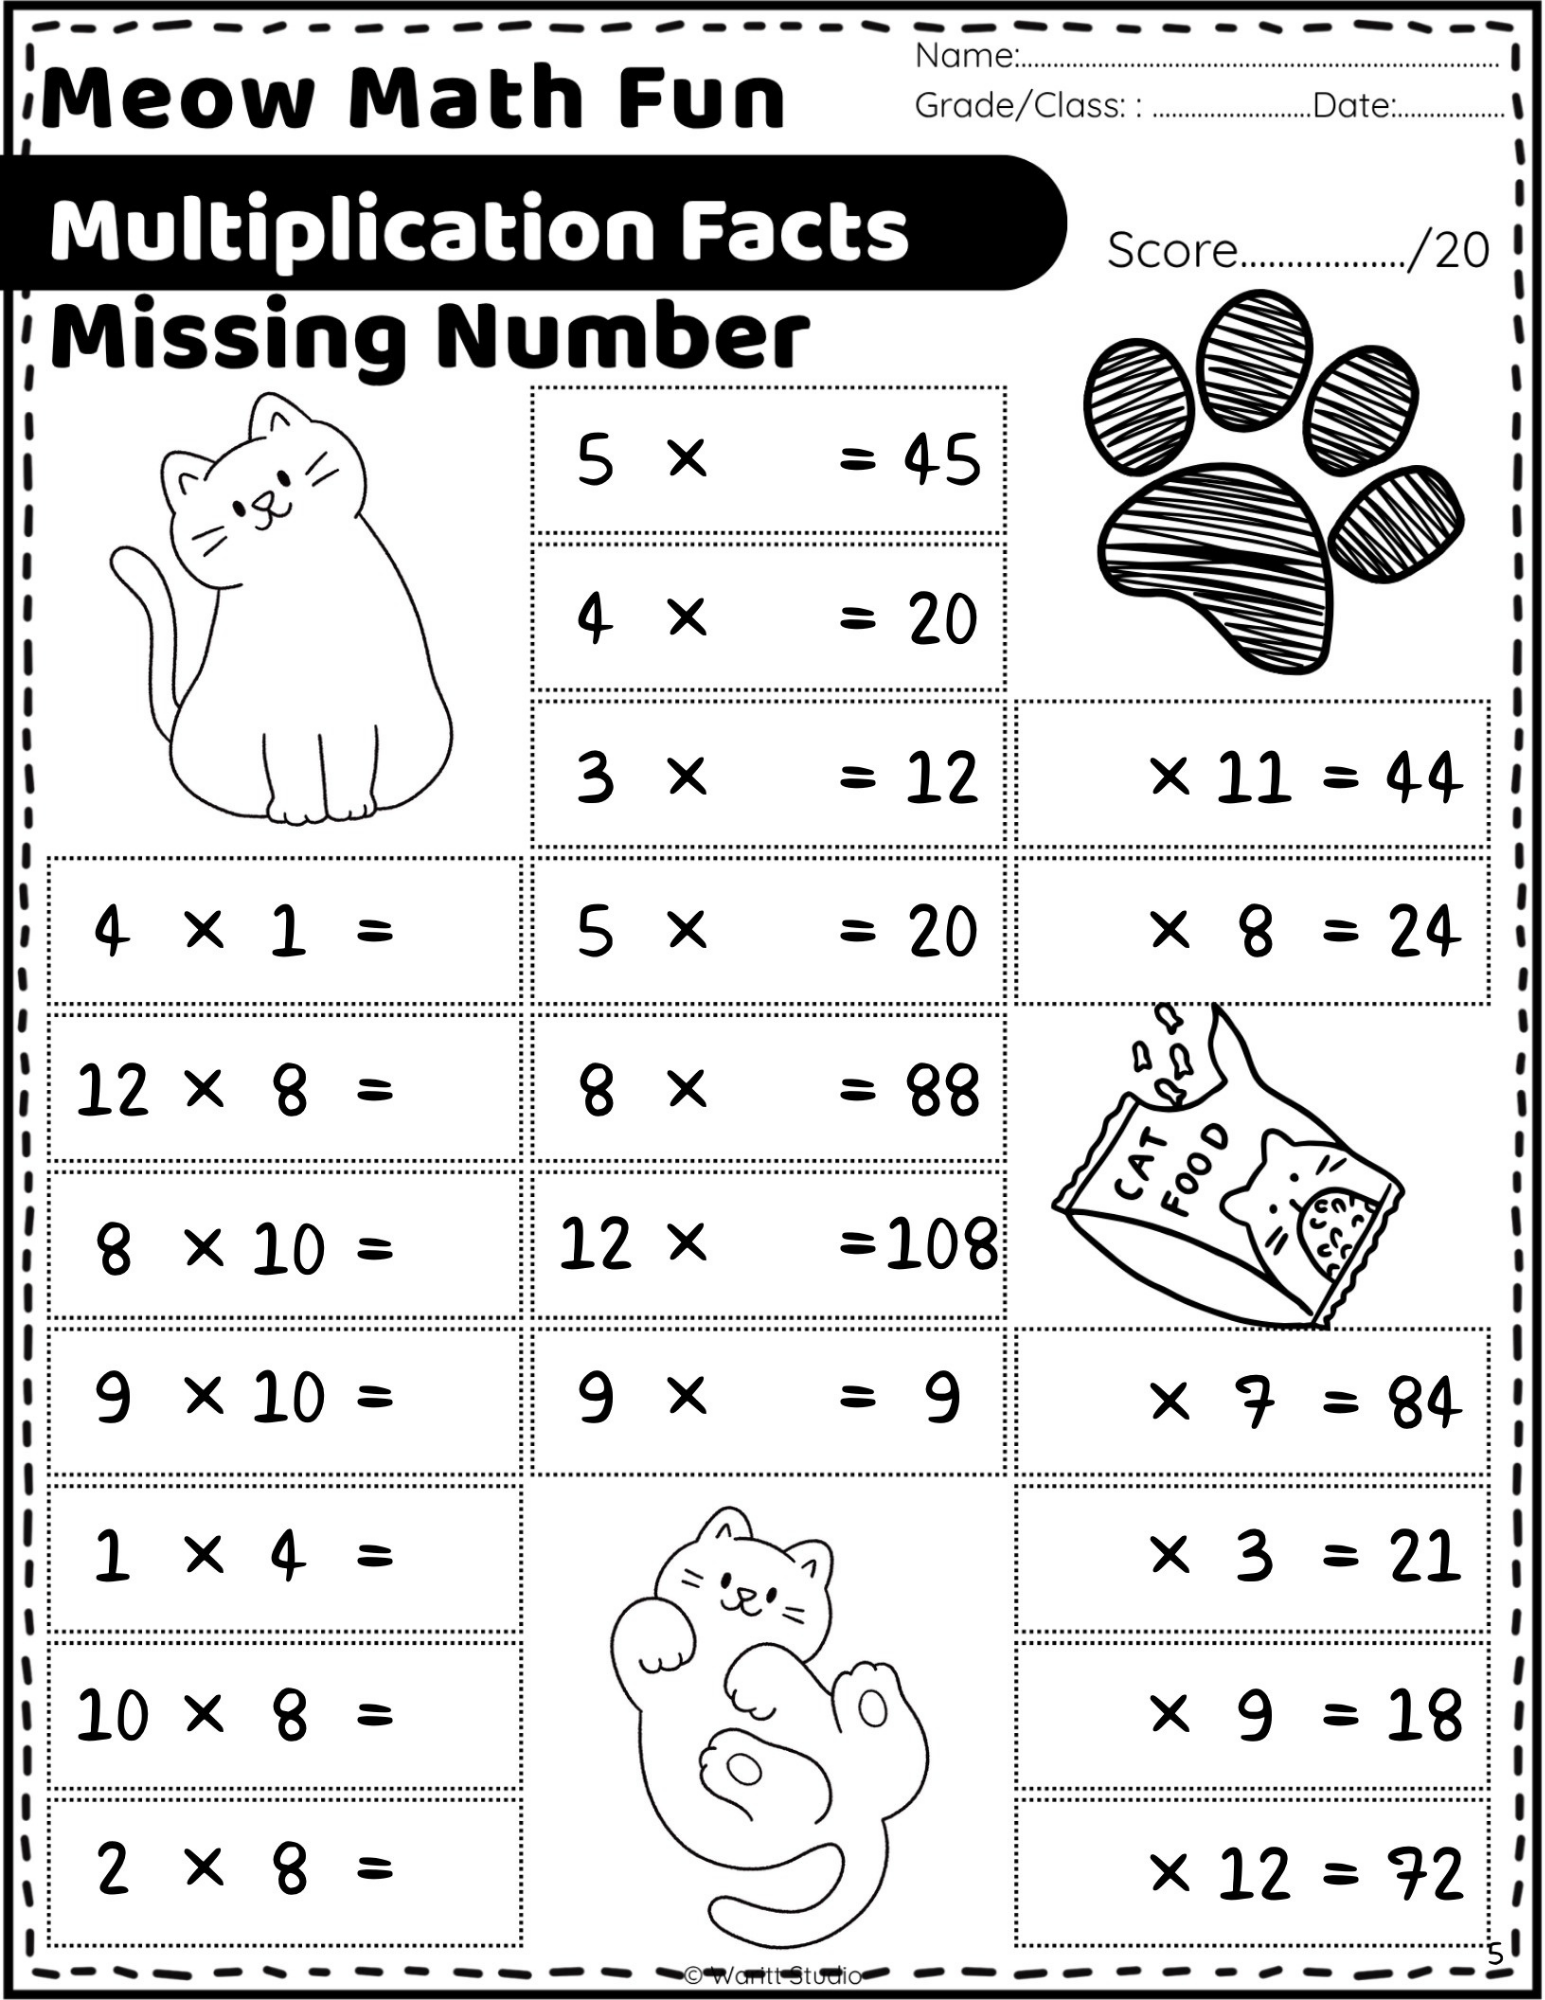 Meow Math Fun
Name:
Grade/Class: : Date:
Multiplication Facts
Score................../20
Missing Number
5 × = 45
4 × = 20
3 × = 12
× 11 = 44
4 × 1 =
5 × = 20
× 8 = 24
12 × 8 =
8 × = 88
CAT
FOOD
8 × 10 =
12 × =108
9 × 10 =
9 × = 9
× 7 = 84
1 × 4 =
× 3 = 21
10 × 8 =
× 9 = 18
2 × 8 =
× 12 = 72
5
© Waritt Studio